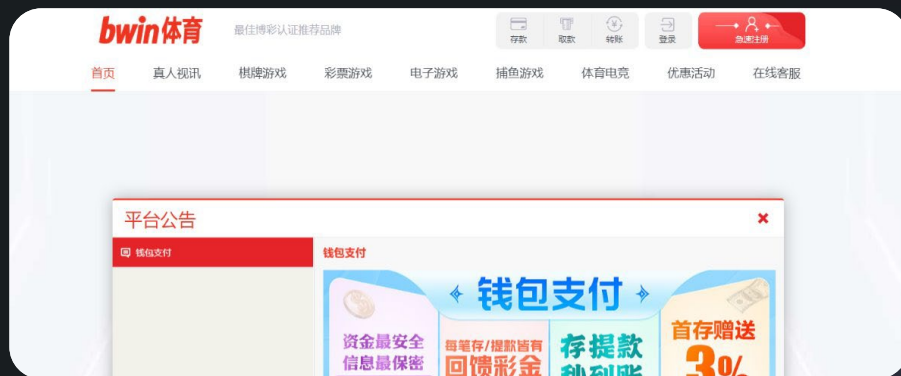 bwin体育
最佳博彩认证推荐品牌
存款 取款 转账 登录 急速注册
首页 真人视讯 棋牌游戏 彩票游戏 电子游戏 捕鱼游戏 体育电竞 优惠活动 在线客服
平台公告
钱包支付
钱包支付
钱包支付
资金最安全
信息最保密
每笔存/提款皆有
回馈彩金
存提款
秒到账
首存赠送
3%